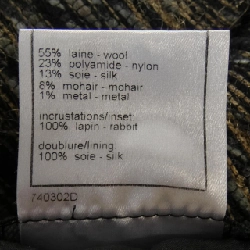 55% laine - wool
23% polyamide - nylon
13% soie - silk
8% mohair - mohair
1% metal - metal
incrustations/inset:
100% lapin - rabbit
doublure/lining:
100% soie - silk
740302D